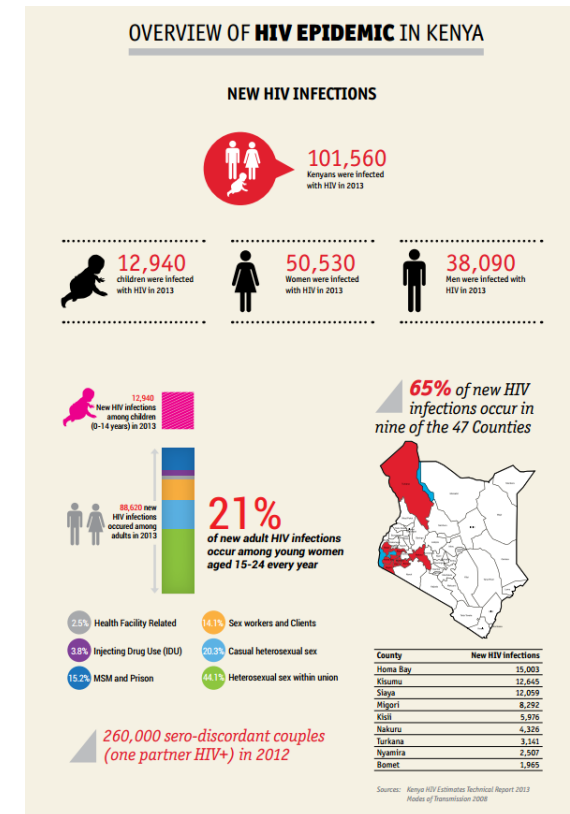 OVERVIEW OF HIV EPIDEMIC IN KENYA
NEW HIV INFECTIONS
101,560
Kenyans were infected
with HIV in 2013
12,940
children were infected
with HIV in 2013
50,530
Women were infected
with HIV in 2013
38,090
Men were infected with
HIV in 2013
12,940
New HIV infections
among children
(0-14 years) in 2013
88,620 new
HIV infections
occured among
adults in 2013
21%
of new adult HIV infections
occur among young women
aged 15-24 every year
65% of new HIV
infections occur in
nine of the 47 Counties
2.5% Health Facility Related
3.8% Injecting Drug Use (IDU)
15.2% MSM and Prison
14.1% Sex workers and Clients
20.3% Casual heterosexual sex
44.1% Heterosexual sex within union
260,000 sero-discordant couples
(one partner HIV+) in 2012
County New HIV infections
Homa Bay 15,003
Kisumu 12,645
Siaya 12,059
Migori 8,292
Kisii 5,976
Nakuru 4,326
Turkana 3,141
Nyamira 2,507
Bomet 1,965
Sources: Kenya HIV Estimates Technical Report 2013
Modes of Transmission 2008